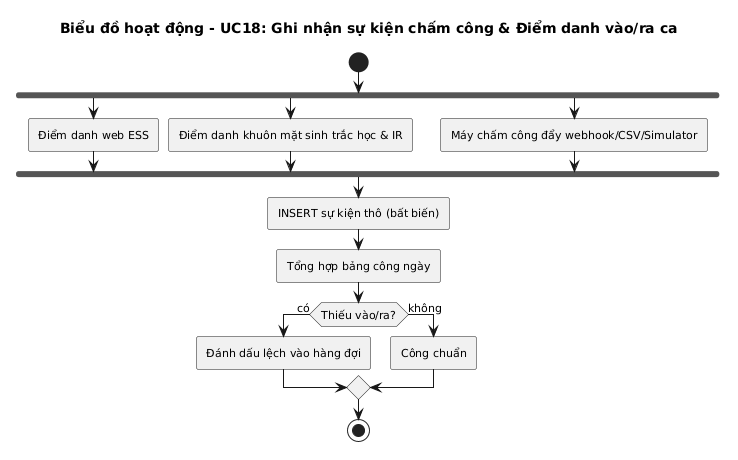 Biểu đồ hoạt động - UC18: Ghi nhận sự kiện chấm công & Điểm danh vào/ra ca
Điểm danh web ESS
Điểm danh khuôn mặt sinh trắc học & IR
Máy chấm công đẩy webhook/CSV/Simulator
INSERT sự kiện thô (bất biến)
Tổng hợp bảng công ngày
có
Thiếu vào/ra?
không
Đánh dấu lệch vào hàng đợi
Công chuẩn